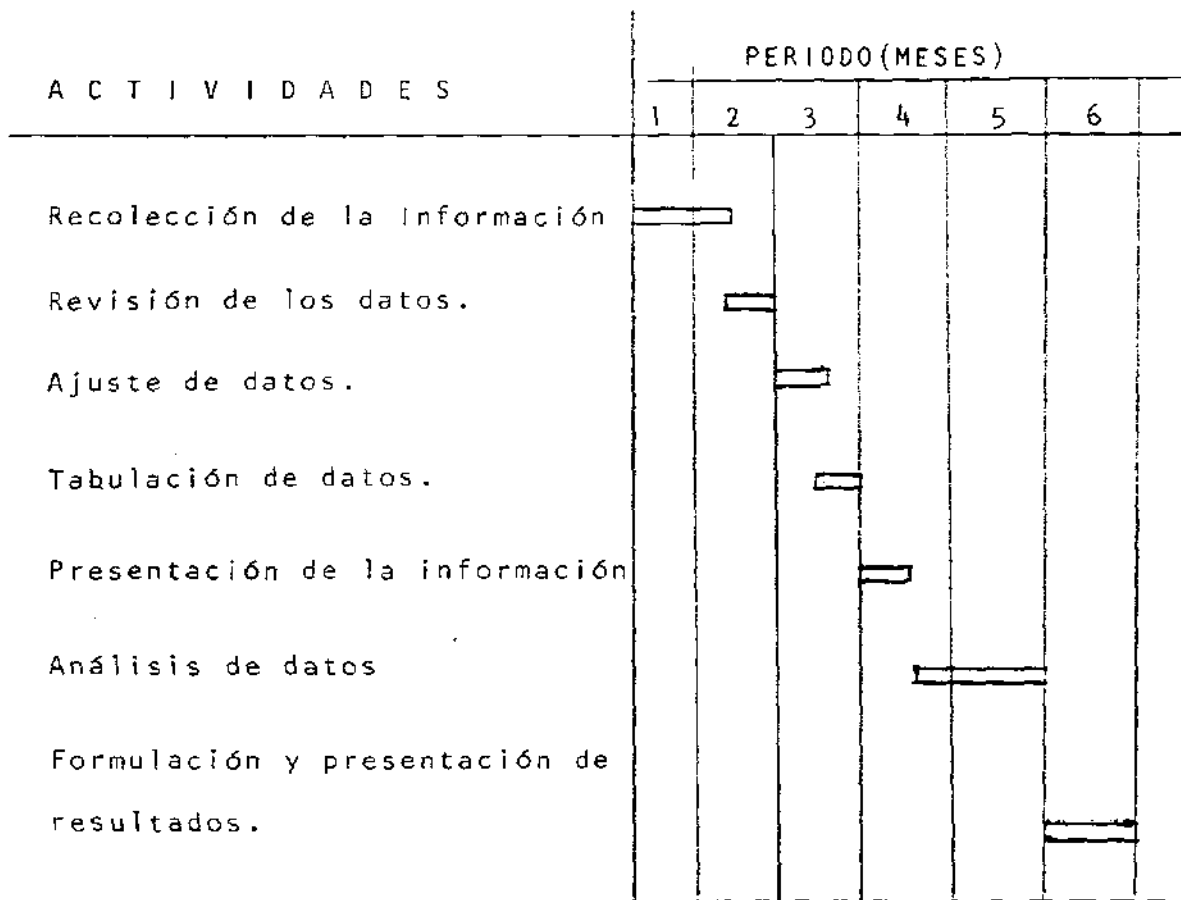 PERIODO(MESES)
A C T I V I D A D E S
1 2 3 4 5 6
Recolección de la Información
Revisión de los datos.
Ajuste de datos.
Tabulación de datos.
Presentación de la información
Análisis de datos
Formulación y presentación de
resultados.